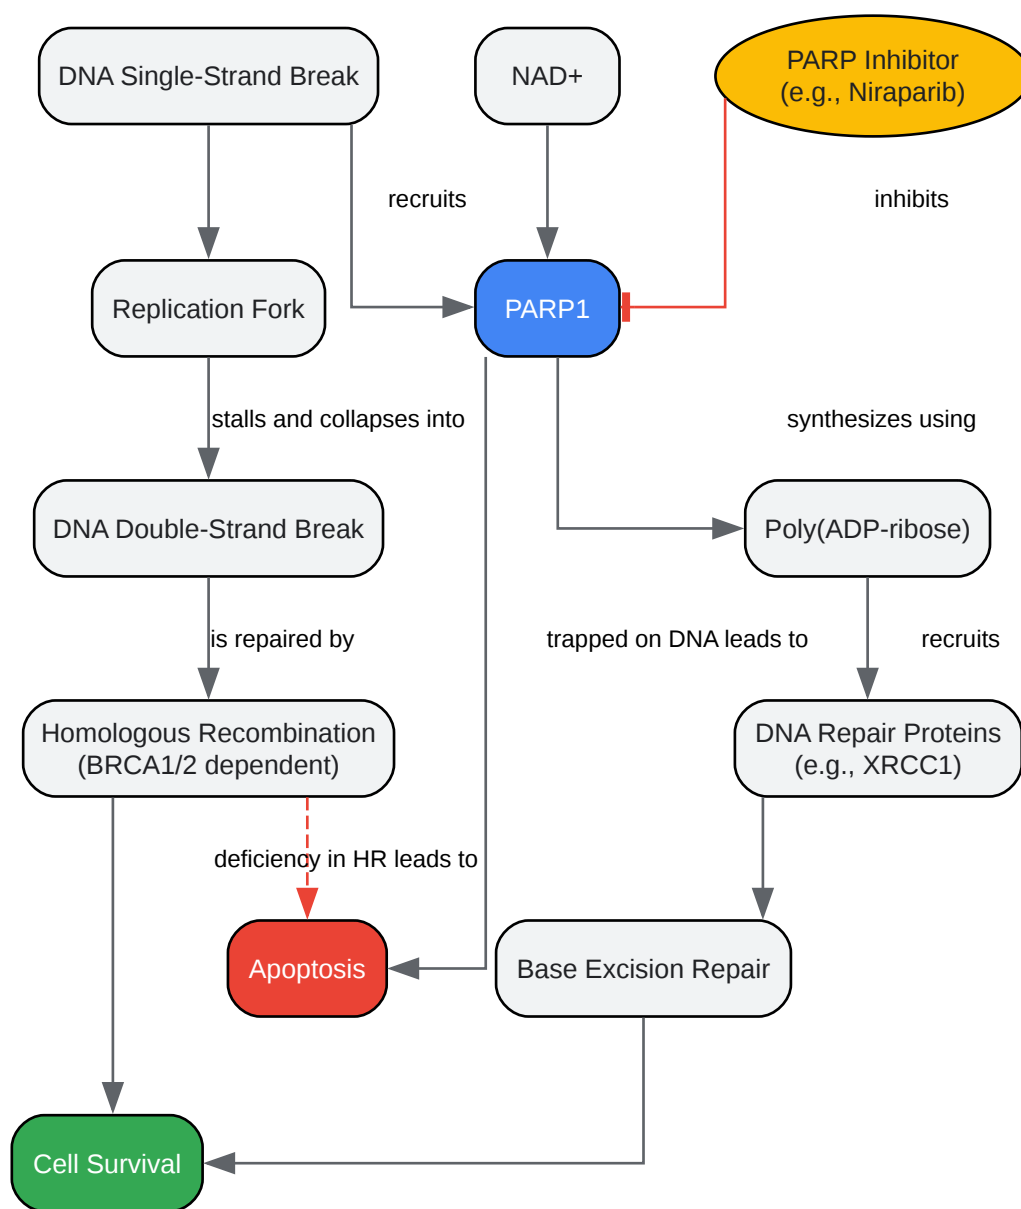 DNA Single-Strand Break
NAD+
PARP Inhibitor
(e.g., Niraparib)
recruits
inhibits
Replication Fork
PARP1
stalls and collapses into
synthesizes using
DNA Double-Strand Break
Poly(ADP-ribose)
is repaired by
trapped on DNA leads to
recruits
Homologous Recombination
(BRCA1/2 dependent)
DNA Repair Proteins
(e.g., XRCC1)
deficiency in HR leads to
Apoptosis
Base Excision Repair
Cell Survival